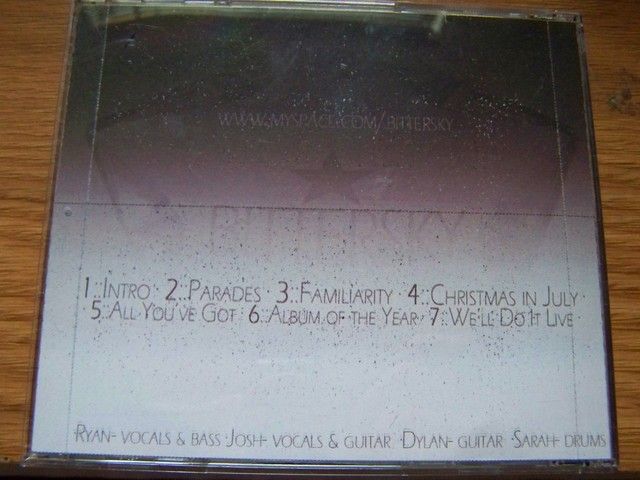 WWW.MYSPACE.COM/BITTERSKY
BITTERSKY
1::INTRO · 2::PARADES · 3::FAMILIARITY · 4::CHRISTMAS IN JULY
5::ALL YOU'VE GOT · 6::ALBUM OF THE YEAR · 7::WE'LL DO IT LIVE
RYAN- VOCALS & BASS JOSH- VOCALS & GUITAR DYLAN- GUITAR SARAH- DRUMS